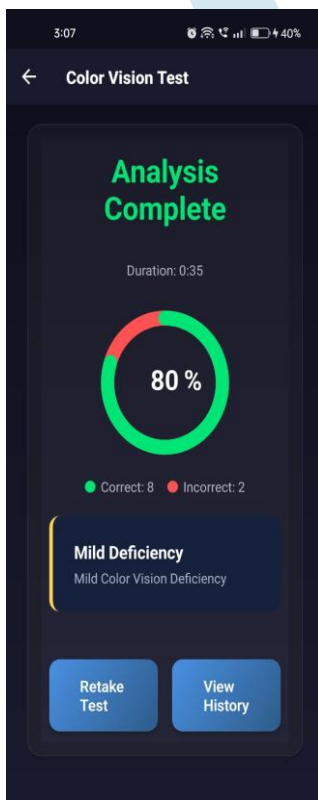 3:07
40%
Color Vision Test
Analysis
Complete
Duration: 0:35
80 %
Correct: 8 Incorrect: 2
Mild Deficiency
Mild Color Vision Deficiency
Retake
Test
View
History